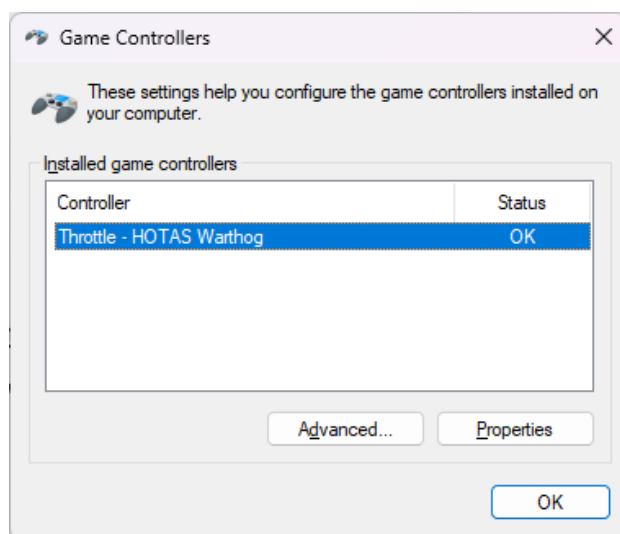 Game Controllers
These settings help you configure the game controllers installed on
your computer.
Installed game controllers
Controller Status
Throttle - HOTAS Warthog OK
Advanced... Properties
OK